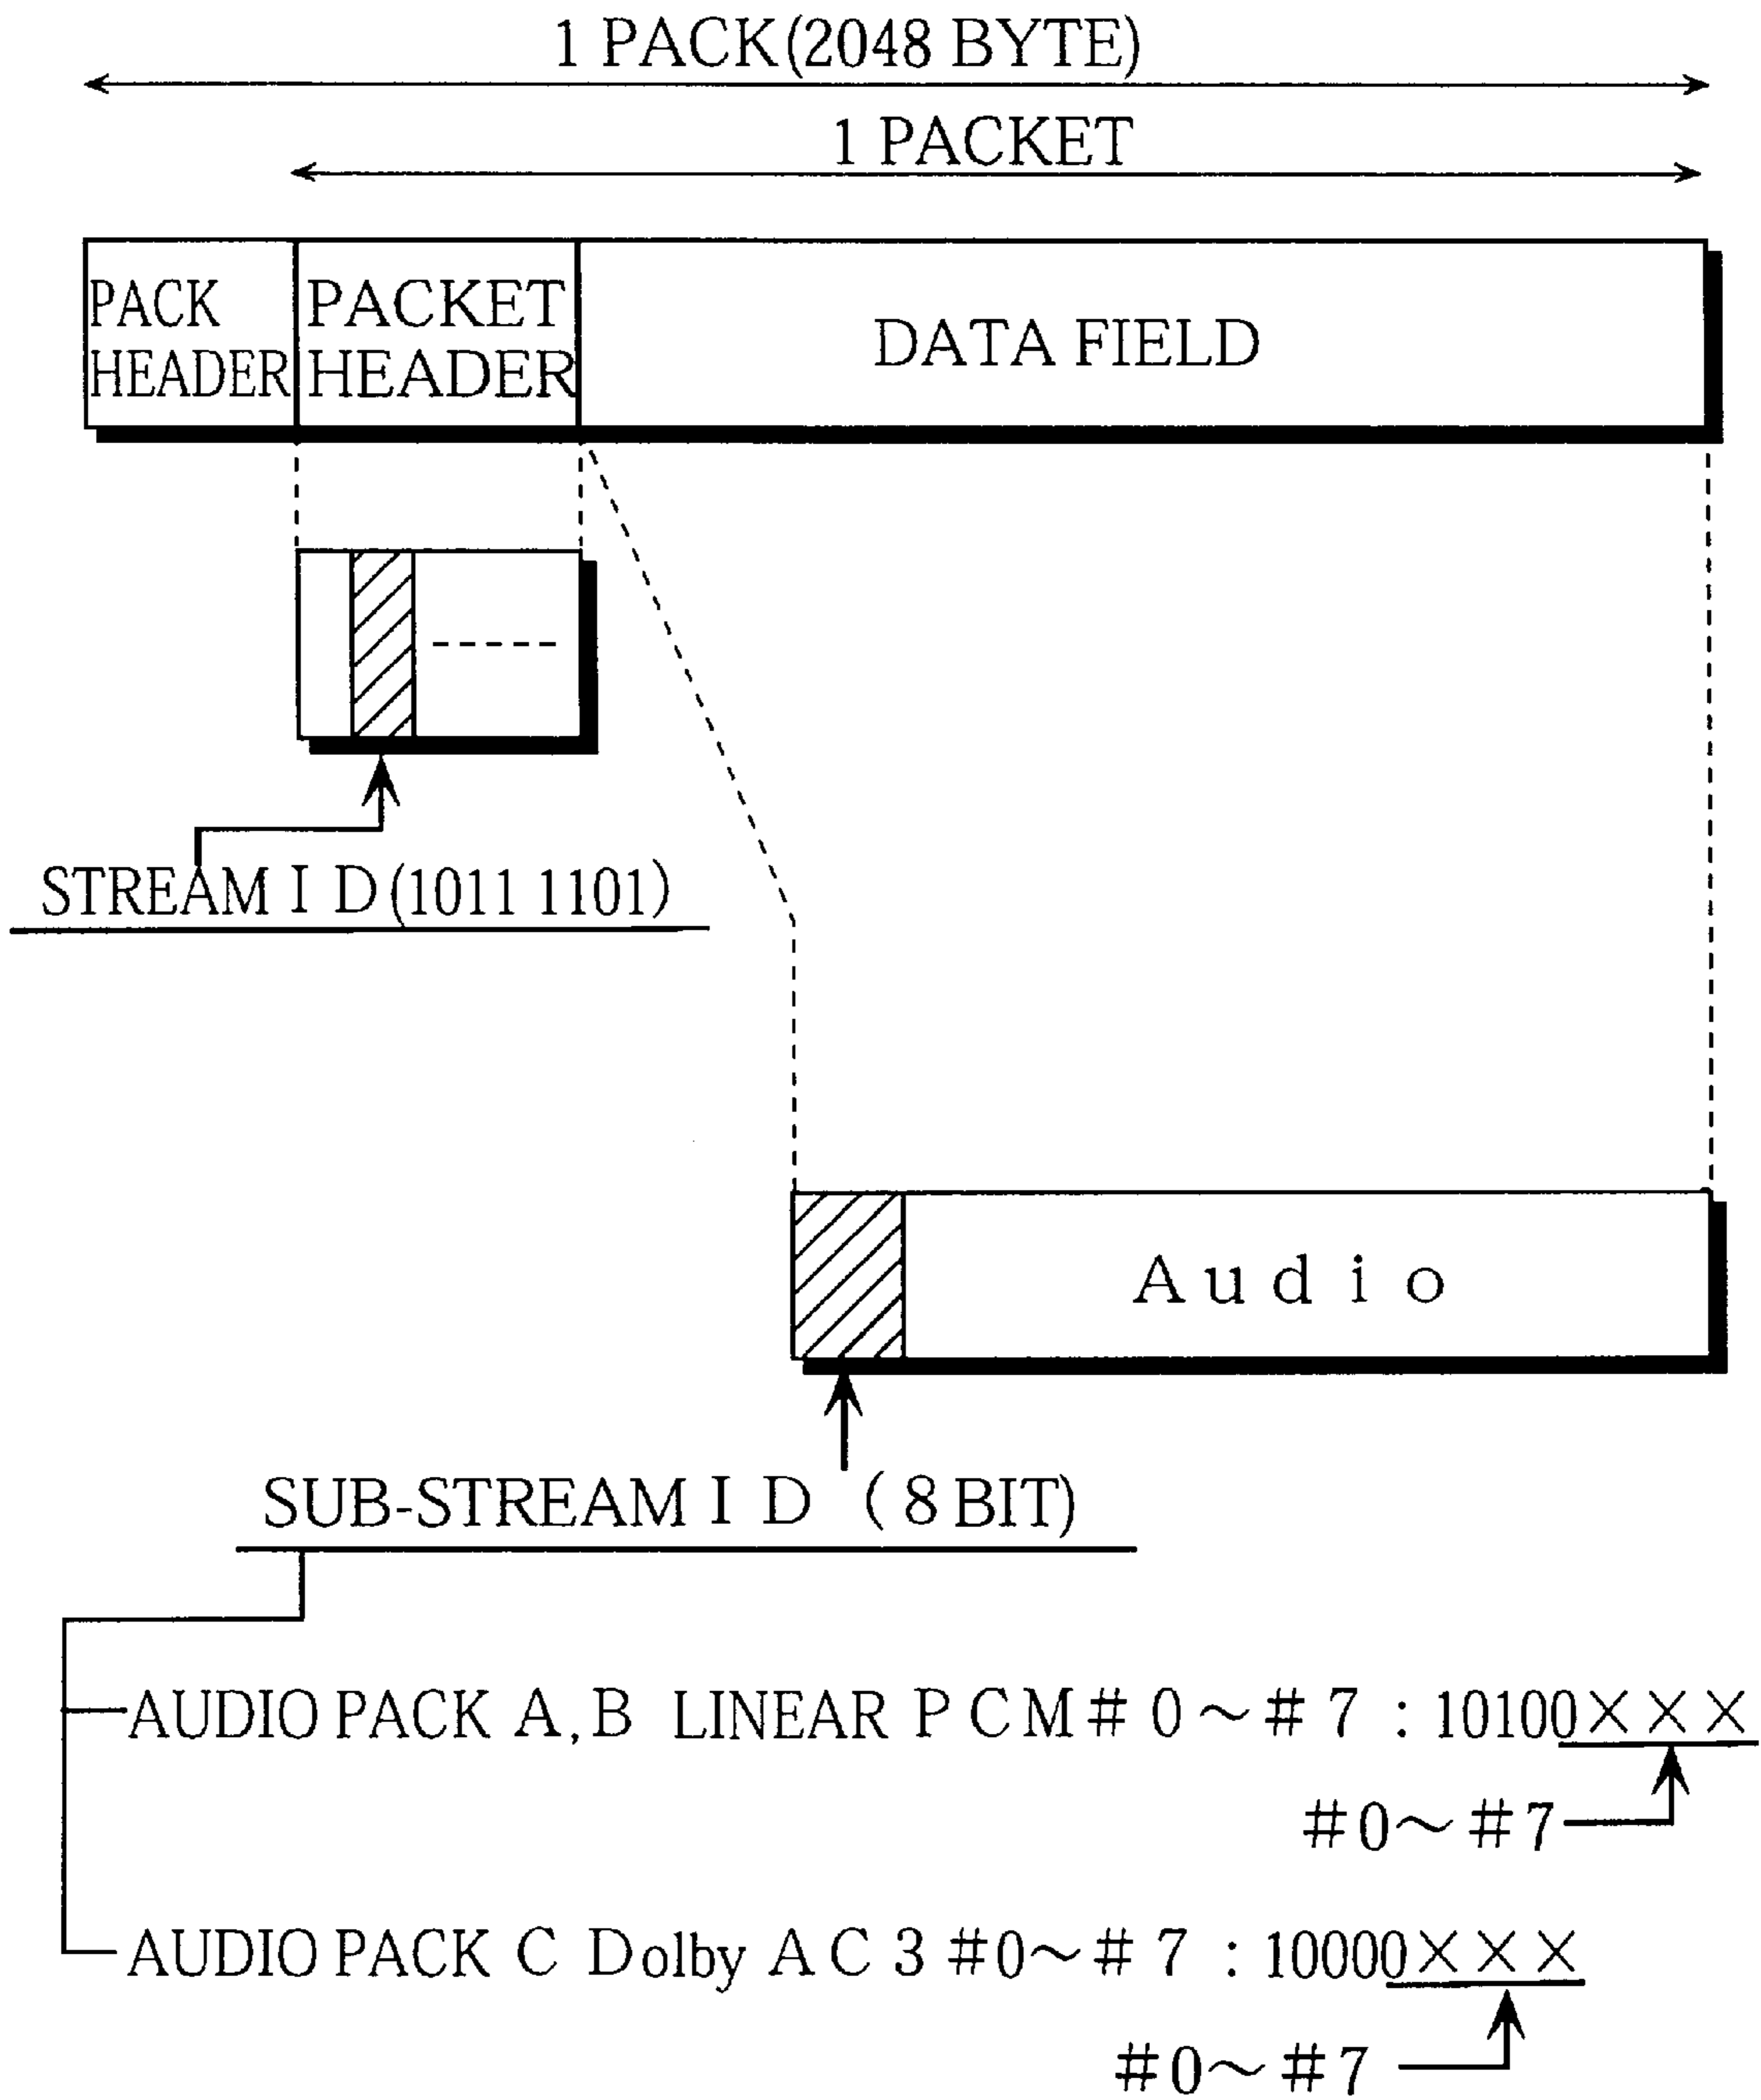 1 PACK(2048 BYTE)
1 PACKET
PACK HEADER
PACKET HEADER
DATA FIELD
STREAM ID(1011 1101)
Audio
SUB-STREAM ID (8 BIT)
AUDIO PACK A,B LINEAR PCM#0~#7 : 10100×××
#0~#7
AUDIO PACK C Dolby AC3 #0~#7 : 10000×××
#0~#7